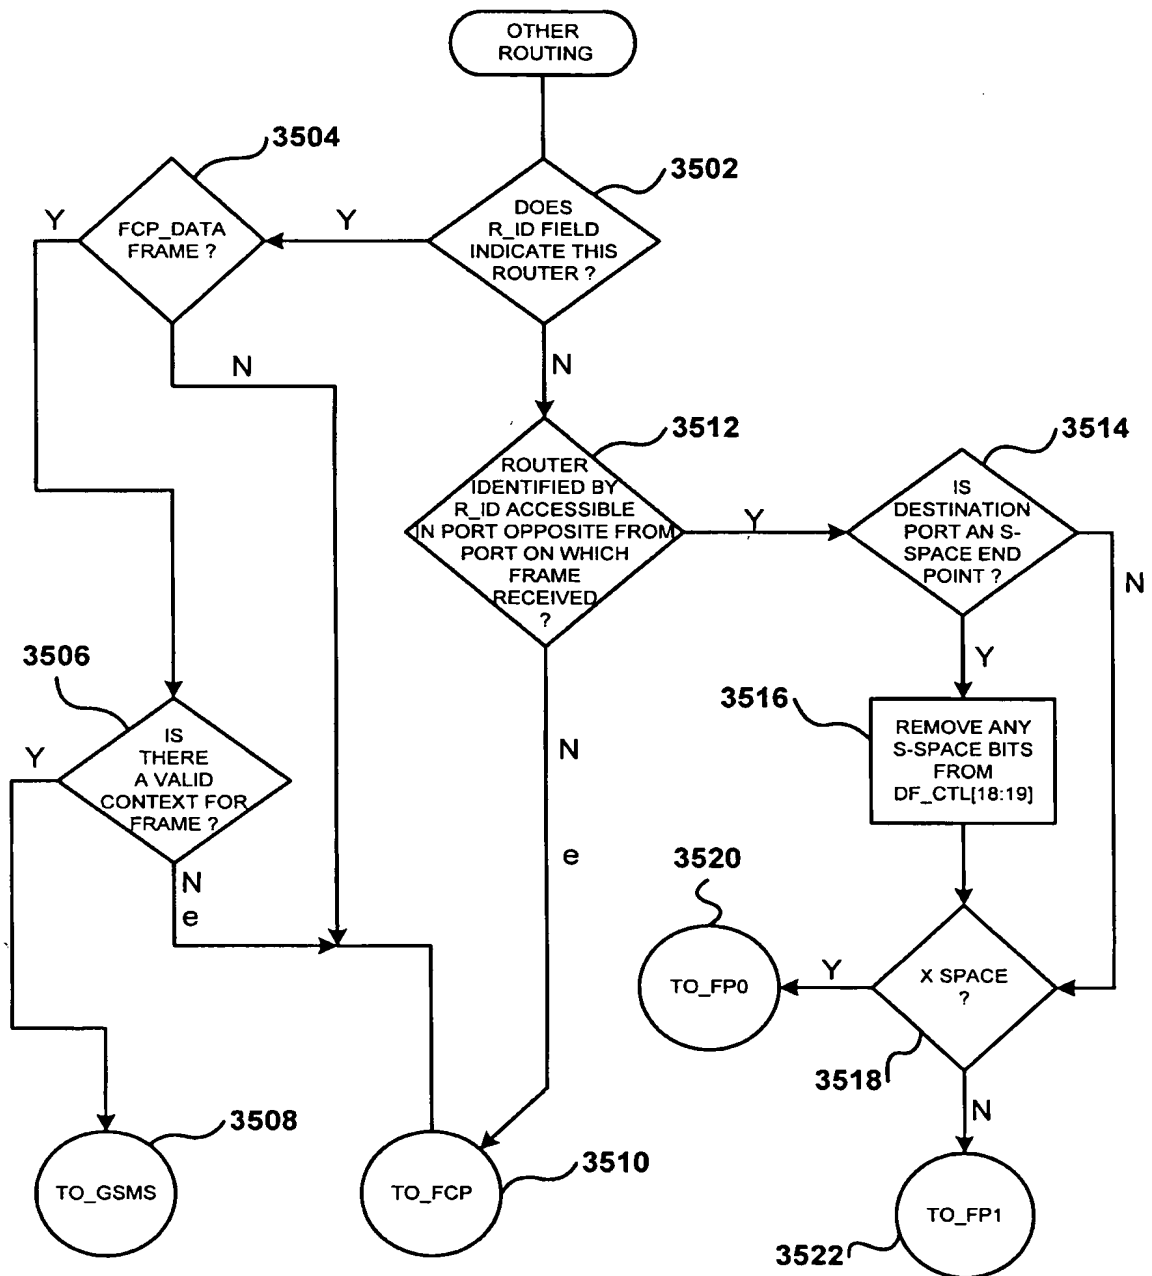 OTHER
ROUTING
3504
3502
Y
FCP_DATA
FRAME ?
Y
DOES
R_ID FIELD
INDICATE THIS
ROUTER ?
N
N
3512
3514
ROUTER
IDENTIFIED BY
R_ID ACCESSIBLE
IN PORT OPPOSITE FROM
PORT ON WHICH
FRAME
RECEIVED
?
Y
IS
DESTINATION
PORT AN S-
SPACE END
POINT ?
N
Y
3506
3516
Y
IS
THERE
A VALID
CONTEXT FOR
FRAME ?
N
REMOVE ANY
S-SPACE BITS
FROM
DF_CTL[18:19]
N
e
e
3520
TO_FP0
Y
X SPACE
?
3518
N
3508
3510
TO_GSMS
TO_FCP
TO_FP1
3522